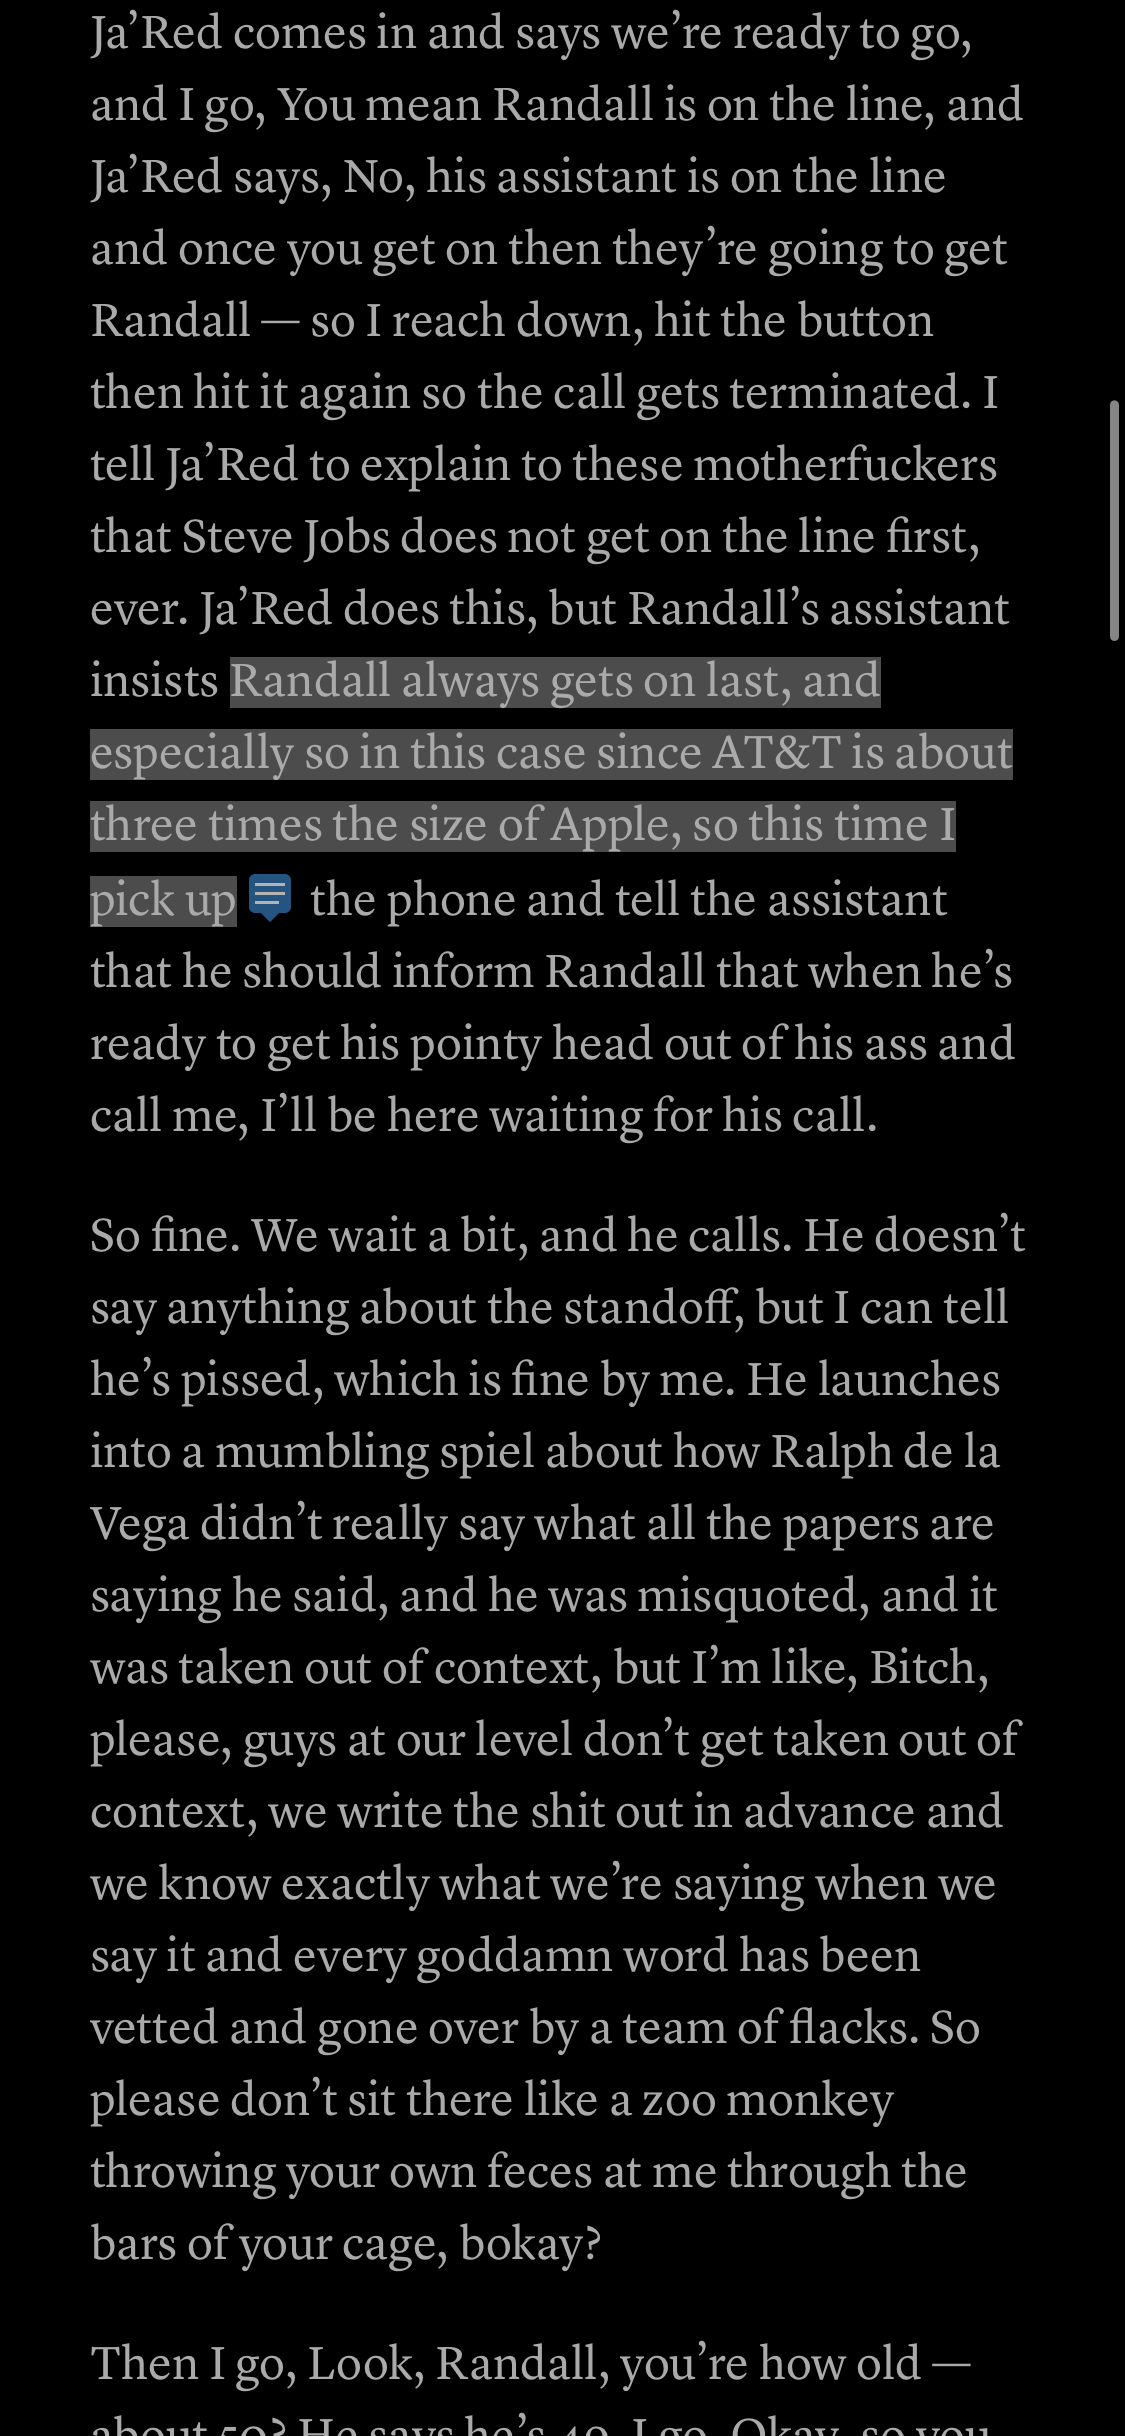 Ja’Red comes in and says we’re ready to go,
and I go, You mean Randall is on the line, and
Ja’Red says, No, his assistant is on the line
and once you get on then they’re going to get
Randall — so I reach down, hit the button
then hit it again so the call gets terminated. I
tell Ja’Red to explain to these motherfuckers
that Steve Jobs does not get on the line first,
ever. Ja’Red does this, but Randall’s assistant
insists Randall always gets on last, and
especially so in this case since AT&T is about
three times the size of Apple, so this time I
pick up the phone and tell the assistant
that he should inform Randall that when he’s
ready to get his pointy head out of his ass and
call me, I’ll be here waiting for his call.
So fine. We wait a bit, and he calls. He doesn’t
say anything about the standoff, but I can tell
he’s pissed, which is fine by me. He launches
into a mumbling spiel about how Ralph de la
Vega didn’t really say what all the papers are
saying he said, and he was misquoted, and it
was taken out of context, but I’m like, Bitch,
please, guys at our level don’t get taken out of
context, we write the shit out in advance and
we know exactly what we’re saying when we
say it and every goddamn word has been
vetted and gone over by a team of flacks. So
please don’t sit there like a zoo monkey
throwing your own feces at me through the
bars of your cage, bokay?
Then I go, Look, Randall, you’re how old —
about 50? He says he’s 49. I go, Okay, so you